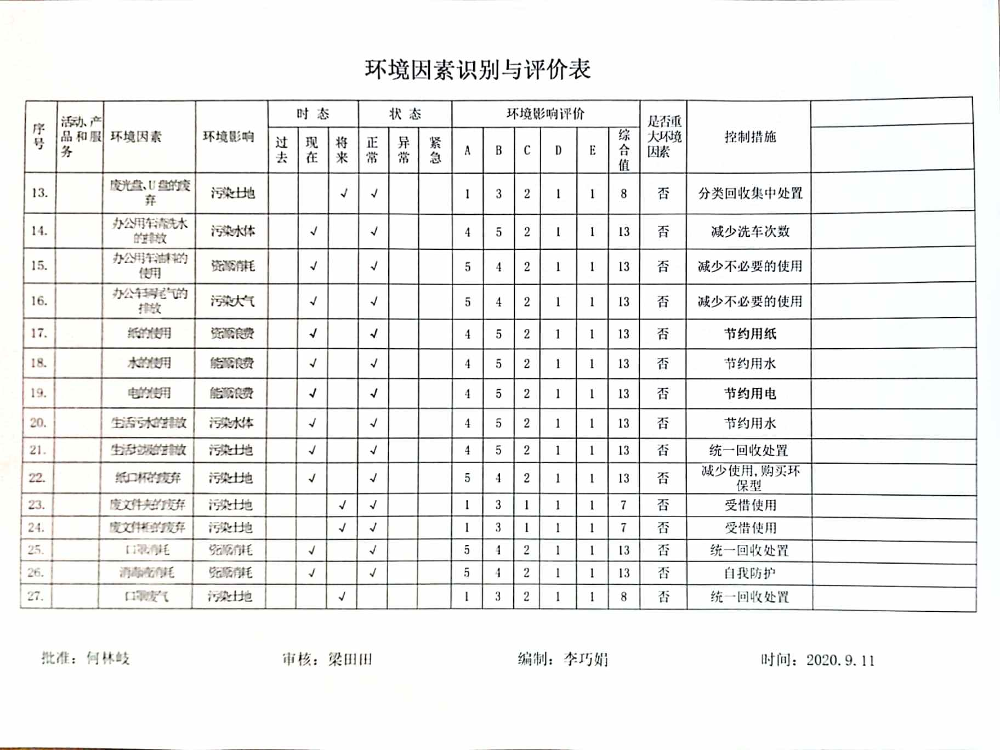 环境因素识别与评价表
序号 活动、产品和服务 环境因素 环境影响 时态 状态 环境影响评价 是否重大环境因素 控制措施
过去 现在 将来 正常 异常 紧急 A B C D E 综合值
13. 废光盘、U盘的废弃 污染土地 √ √ 1 3 2 1 1 8 否 分类回收集中处置
14. 办公用车清洗水的排放 污染水体 √ √ 4 5 2 1 1 13 否 减少洗车次数
15. 办公用车油料的使用 资源消耗 √ √ 5 4 2 1 1 13 否 减少不必要的使用
16. 办公车辆尾气的排放 污染大气 √ √ 5 4 2 1 1 13 否 减少不必要的使用
17. 纸的使用 资源浪费 √ √ 4 5 2 1 1 13 否 节约用纸
18. 水的使用 能源浪费 √ √ 4 5 2 1 1 13 否 节约用水
19. 电的使用 能源浪费 √ √ 4 5 2 1 1 13 否 节约用电
20. 生活污水的排放 污染水体 √ √ 4 5 2 1 1 13 否 节约用水
21. 生活垃圾的排放 污染土地 √ √ 4 5 2 1 1 13 否 统一回收处置
22. 纸口杯的废弃 污染土地 √ √ 5 4 2 1 1 13 否 减少使用,购买环保型
23. 废文件夹的废弃 污染土地 √ √ 1 3 1 1 1 7 否 受惜使用
24. 废文件柜的废弃 污染土地 √ √ 1 3 1 1 1 7 否 受惜使用
25. 口罩消耗 资源消耗 √ √ 5 4 2 1 1 13 否 统一回收处置
26. 消毒液消耗 资源消耗 √ √ 5 4 2 1 1 13 否 自我防护
27. 口罩废气 污染土地 √ 1 3 2 1 1 8 否 统一回收处置
批准：何林岐 审核：梁田田 编制：李巧娟 时间：2020.9.11